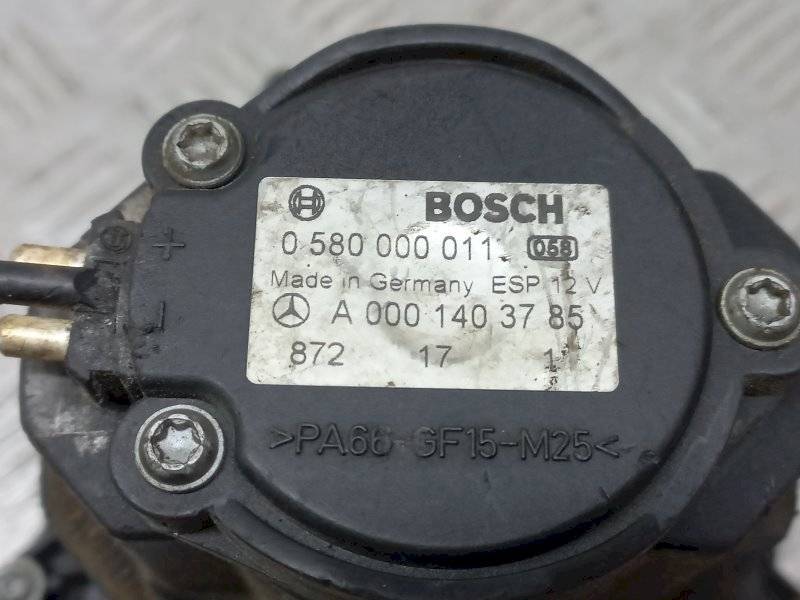 BOSCH
0 580 000 011 058
Made in Germany ESP 12 V
A 000 140 37 85
872 17 1
+
−
>PA66-GF15-M25<